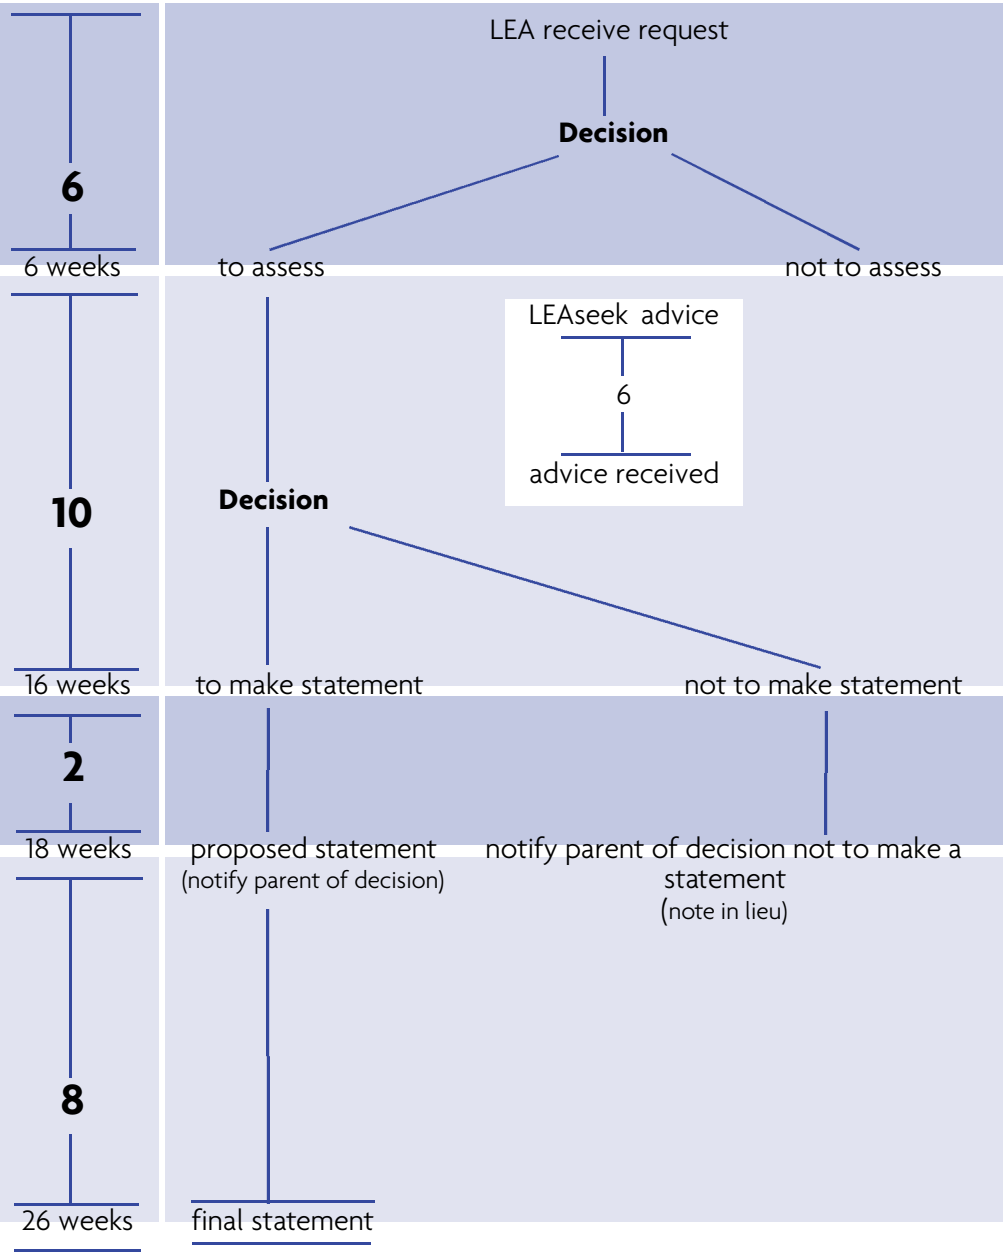 LEA receive request
Decision
6
6 weeks
to assess
not to assess
LEAseek advice
6
advice received
Decision
10
16 weeks
to make statement
not to make statement
2
18 weeks
proposed statement
(notify parent of decision)
notify parent of decision not to make a
statement
(note in lieu)
8
26 weeks
final statement